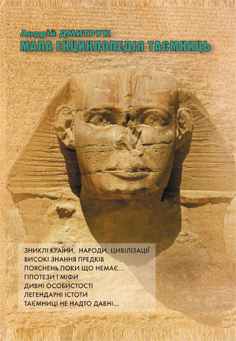 Андрій ДМИТРУК
МАЛА ЕНЦИКЛОПЕДІЯ ТАЄМНИЦЬ
ЗНИКЛІ КРАЇНИ, НАРОДИ, ЦИВІЛІЗАЦІЇ
ВИСОКІ ЗНАННЯ ПРЕДКІВ
ПОЯСНЕНЬ ПОКИ ЩО НЕМАЄ...
ГІПОТЕЗИ І МІФИ
ДИВНІ ОСОБИСТОСТІ
ЛЕГЕНДАРНІ ІСТОТИ
ТАЄМНИЦІ НЕ НАДТО ДАВНІ...